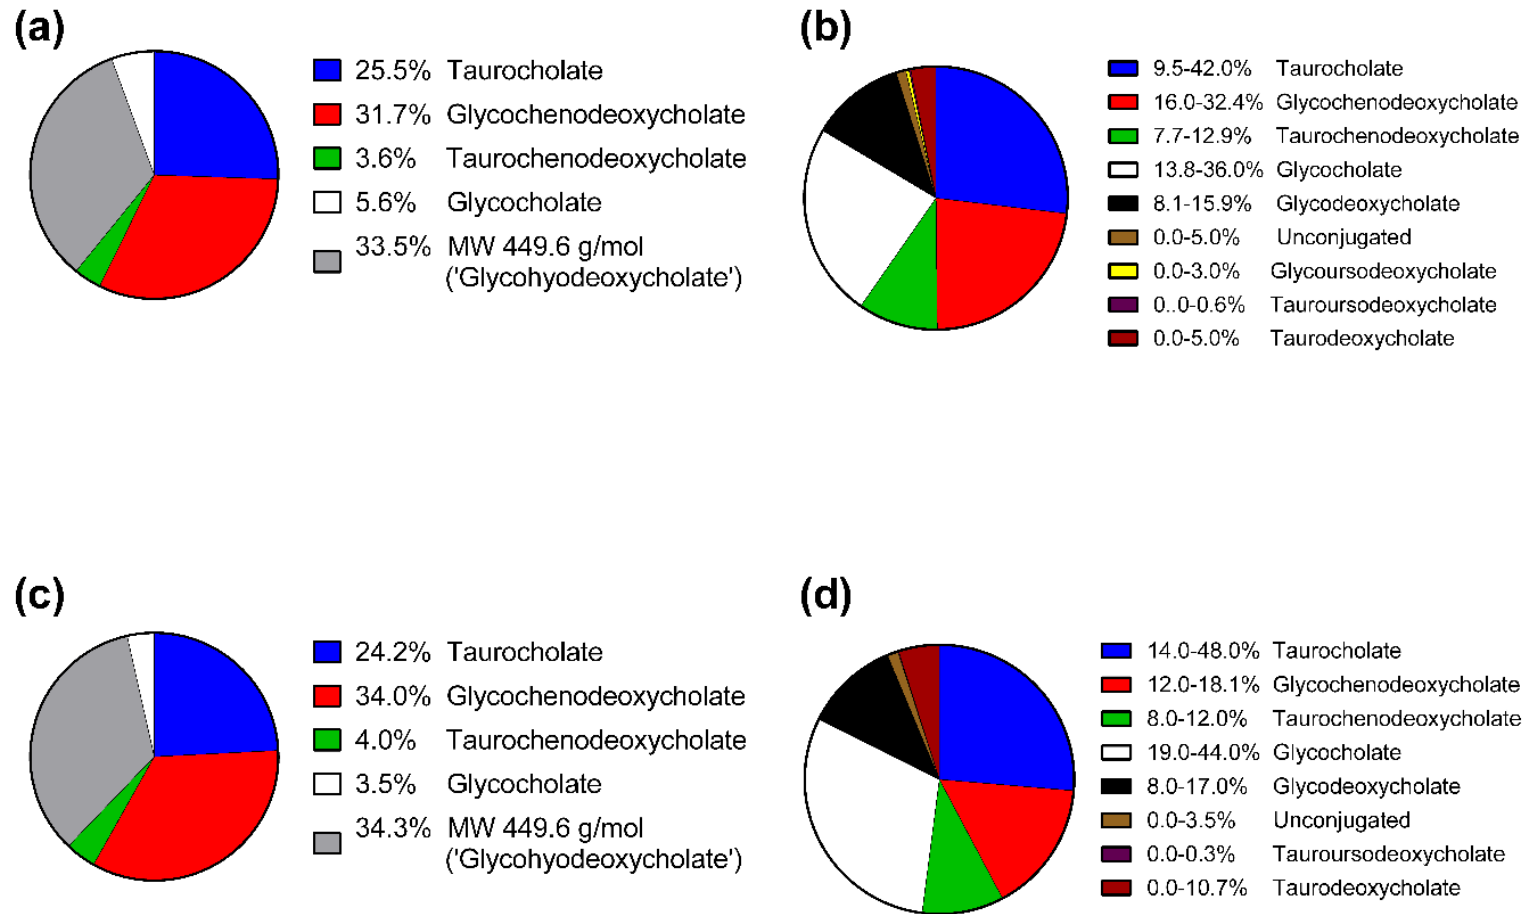 (a)
25.5% Taurocholate
31.7% Glycochenodeoxycholate
3.6% Taurochenodeoxycholate
5.6% Glycocholate
33.5% MW 449.6 g/mol
('Glycohyodeoxycholate')
(b)
9.5-42.0% Taurocholate
16.0-32.4% Glycochenodeoxycholate
7.7-12.9% Taurochenodeoxycholate
13.8-36.0% Glycocholate
8.1-15.9% Glycodeoxycholate
0.0-5.0% Unconjugated
0.0-3.0% Glycoursodeoxycholate
0..0-0.6% Tauroursodeoxycholate
0.0-5.0% Taurodeoxycholate
(c)
24.2% Taurocholate
34.0% Glycochenodeoxycholate
4.0% Taurochenodeoxycholate
3.5% Glycocholate
34.3% MW 449.6 g/mol
('Glycohyodeoxycholate')
(d)
14.0-48.0% Taurocholate
12.0-18.1% Glycochenodeoxycholate
8.0-12.0% Taurochenodeoxycholate
19.0-44.0% Glycocholate
8.0-17.0% Glycodeoxycholate
0.0-3.5% Unconjugated
0.0-0.3% Tauroursodeoxycholate
0.0-10.7% Taurodeoxycholate